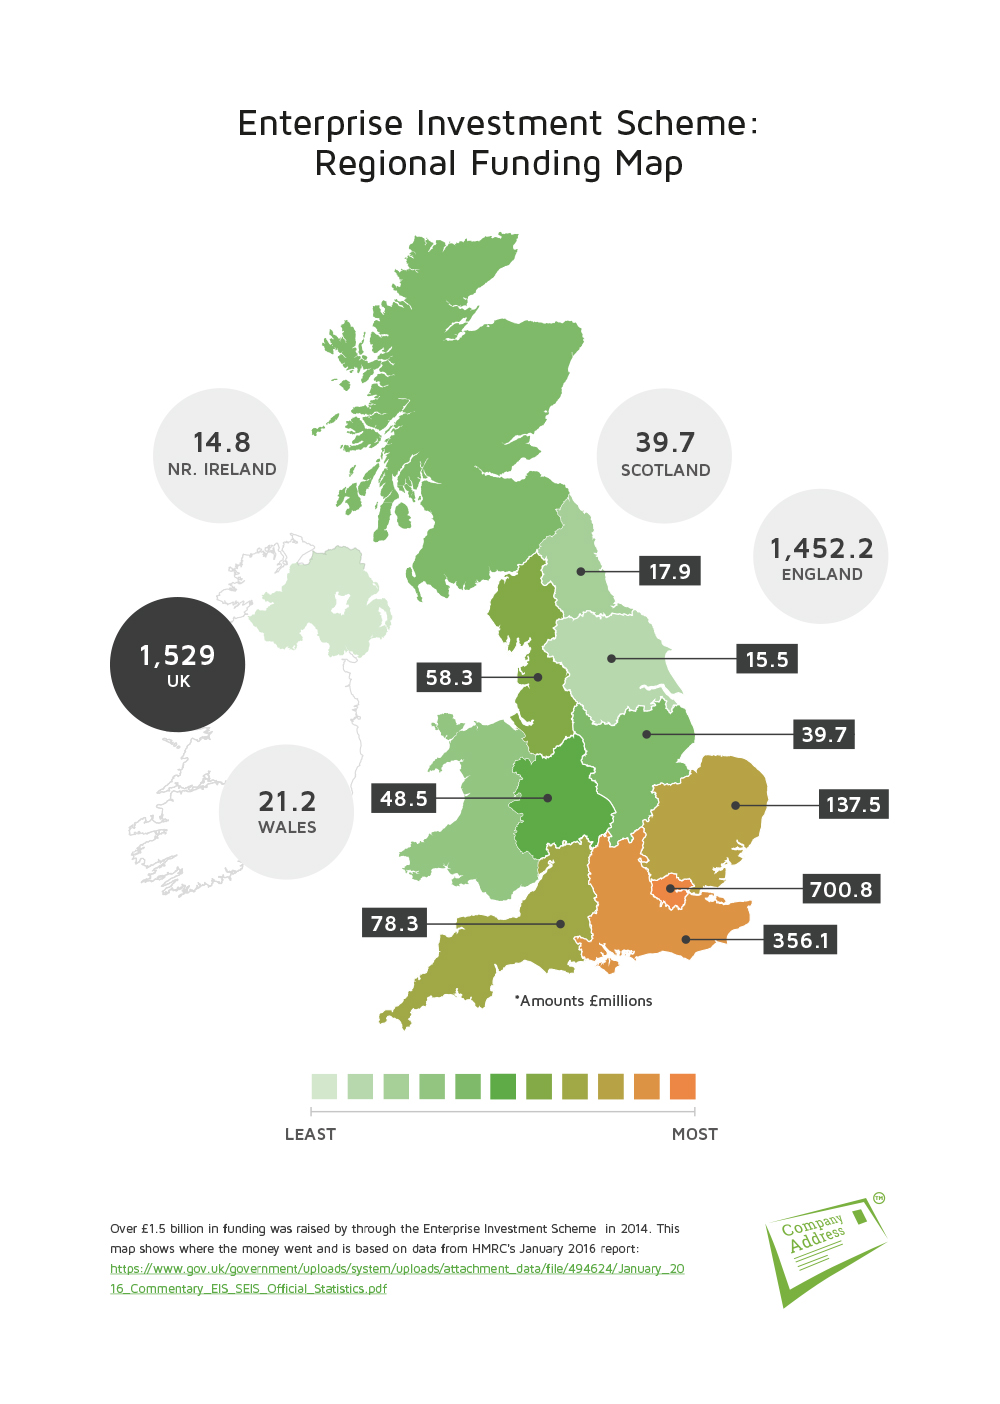 Enterprise Investment Scheme:
Regional Funding Map
14.8
NR. IRELAND
39.7
SCOTLAND
1,452.2
ENGLAND
17.9
1,529
UK
15.5
58.3
39.7
21.2
WALES
48.5
137.5
700.8
78.3
356.1
*Amounts £millions
LEAST
MOST
Over £1.5 billion in funding was raised by through the Enterprise Investment Scheme in 2014. This
map shows where the money went and is based on data from HMRC's January 2016 report:
https://www.gov.uk/government/uploads/system/uploads/attachment_data/file/494624/January_20
16_Commentary_EIS_SEIS_Official_Statistics.pdf
TM
Company
Address